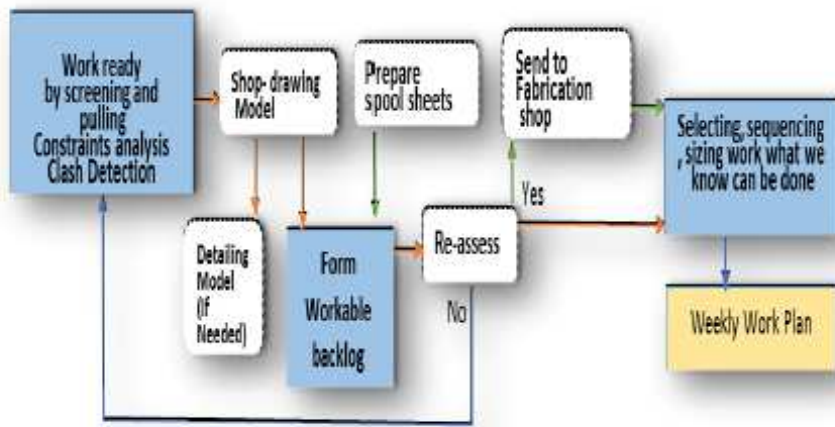 Work ready
by screening and
pulling
Constraints analysis
Clash Detection
Shop- drawing
Model
Prepare
spool sheets
Send to
Fabrication
shop
Selecting, sequencing
, sizing work what we
know can be done
Yes
Re-assess
Detailing
Model
(If
Needed)
Form
Workable
backlog
No
Weekly Work Plan